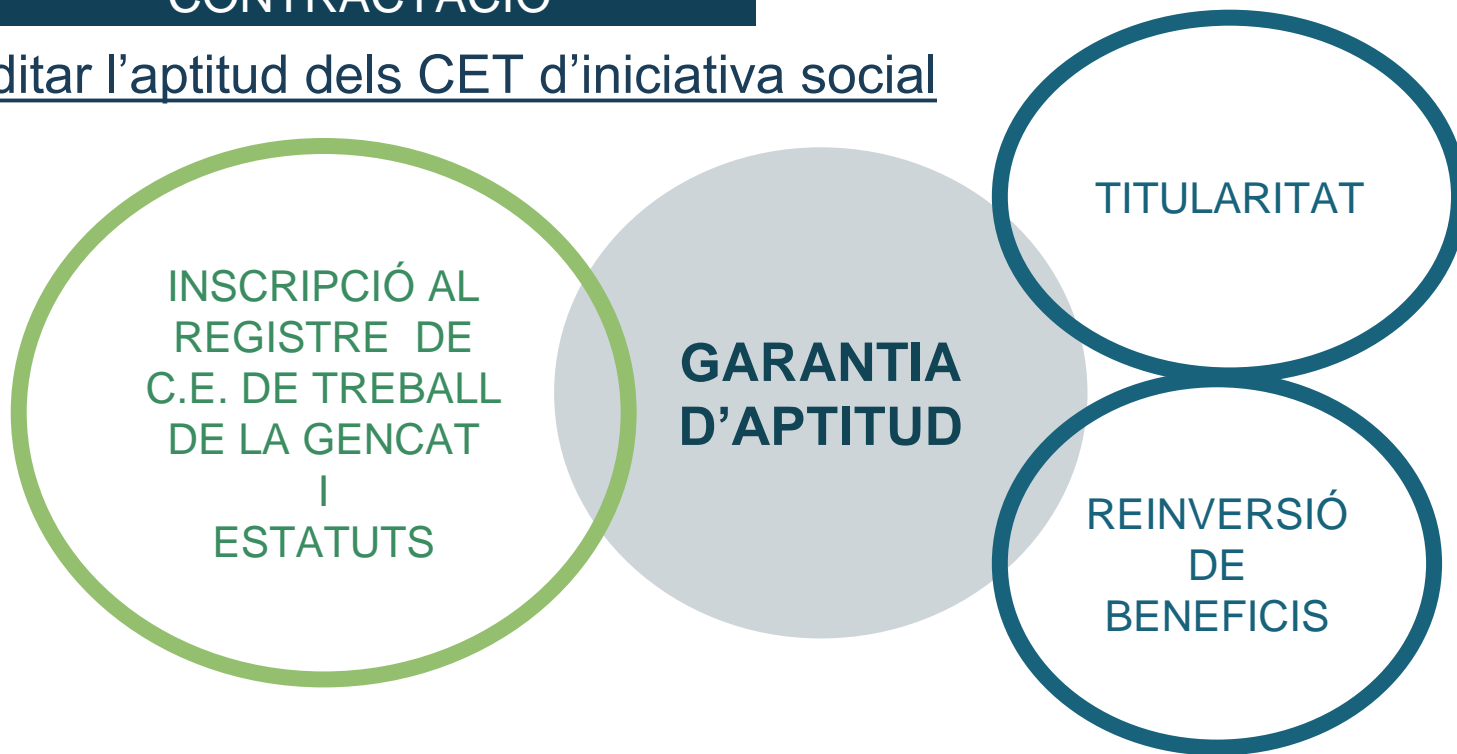 CONTRACTACIÓ
ditar l’aptitud dels CET d’iniciativa social
INSCRIPCIÓ AL
REGISTRE DE
C.E. DE TREBALL
DE LA GENCAT
I
ESTATUTS
GARANTIA
D’APTITUD
TITULARITAT
REINVERSIÓ
DE
BENEFICIS